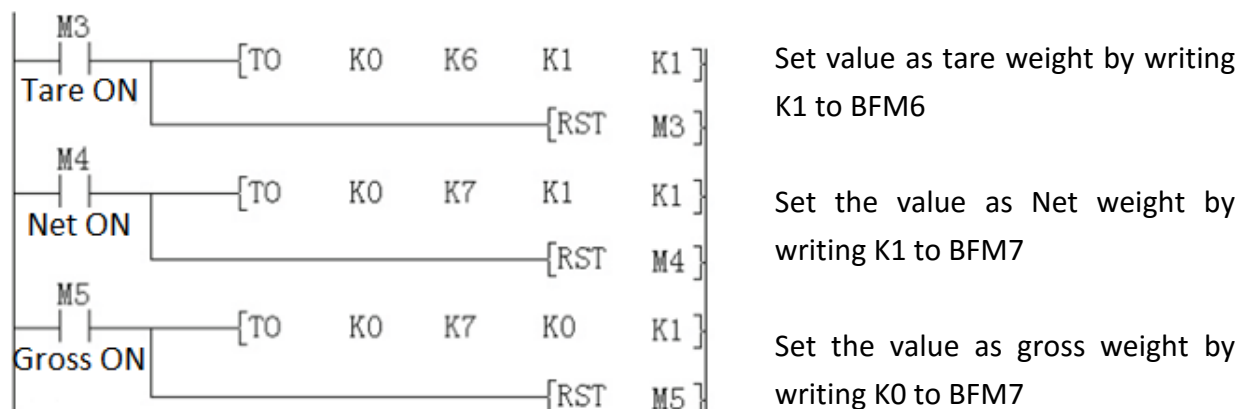 M3
[TO K0 K6 K1 K1]
Tare ON
[RST M3]
M4
[TO K0 K7 K1 K1]
Net ON
[RST M4]
M5
[TO K0 K7 K0 K1]
Gross ON
[RST M5]
Set value as tare weight by writing
K1 to BFM6
Set the value as Net weight by
writing K1 to BFM7
Set the value as gross weight by
writing K0 to BFM7